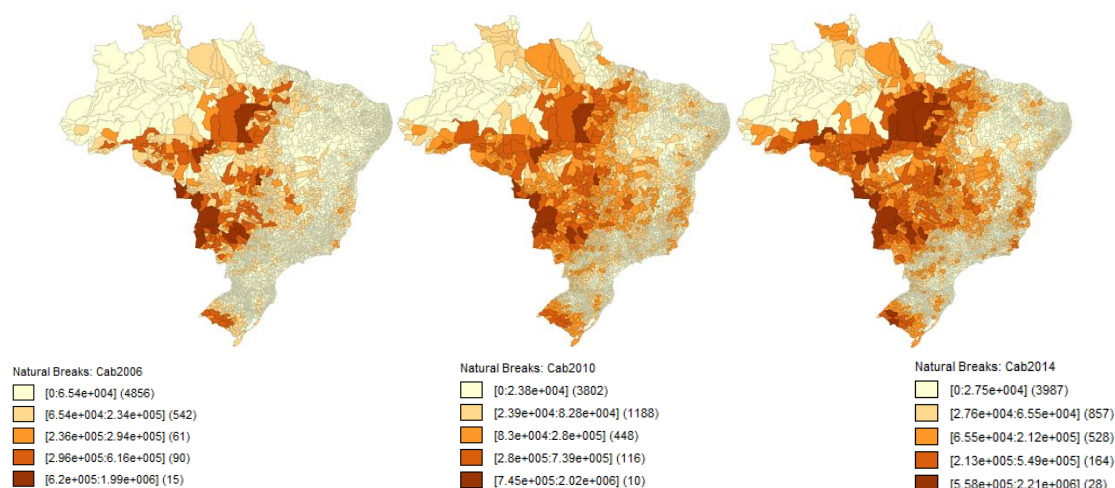 Natural Breaks: Cab2006
[0:6.54e+004] (4856)
[6.54e+004:2.34e+005] (542)
[2.36e+005:2.94e+005] (61)
[2.96e+005:6.16e+005] (90)
[6.2e+005:1.99e+006] (15)
Natural Breaks: Cab2010
[0:2.38e+004] (3802)
[2.39e+004:8.28e+004] (1188)
[8.3e+004:2.8e+005] (448)
[2.8e+005:7.39e+005] (116)
[7.45e+005:2.02e+006] (10)
Natural Breaks: Cab2014
[0:2.75e+004] (3987)
[2.76e+004:6.55e+004] (857)
[6.55e+004:2.12e+005] (528)
[2.13e+005:5.49e+005] (164)
[5.58e+005:2.21e+006] (28)